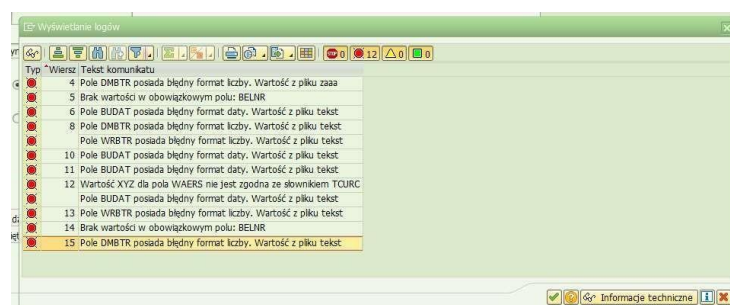 Wyświetlanie logów
0 12 0 0
Typ Wiersz Tekst komunikatu
4 Pole DMBTR posiada błędny format liczby. Wartość z pliku zaaa
5 Brak wartości w obowiązkowym polu: BELNR
6 Pole BUDAT posiada błędny format daty. Wartość z pliku tekst
8 Pole DMBTR posiada błędny format liczby. Wartość z pliku tekst
Pole WRBTR posiada błędny format liczby. Wartość z pliku tekst
10 Pole BUDAT posiada błędny format daty. Wartość z pliku tekst
11 Pole BUDAT posiada błędny format daty. Wartość z pliku tekst
12 Wartość XYZ dla pola WAERS nie jest zgodna ze słownikiem TCURC
Pole BUDAT posiada błędny format daty. Wartość z pliku tekst
13 Pole WRBTR posiada błędny format liczby. Wartość z pliku tekst
14 Brak wartości w obowiązkowym polu: BELNR
15 Pole DMBTR posiada błędny format liczby. Wartość z pliku tekst
Informacje techniczne